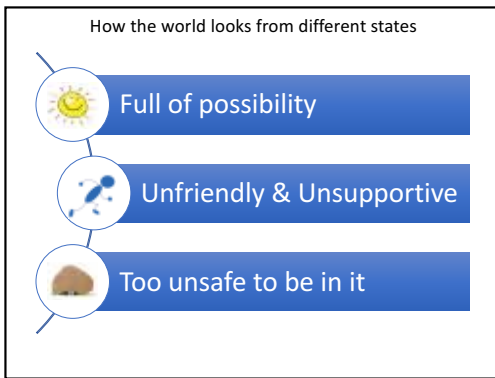 How the world looks from different states
Full of possibility
Unfriendly & Unsupportive
Too unsafe to be in it